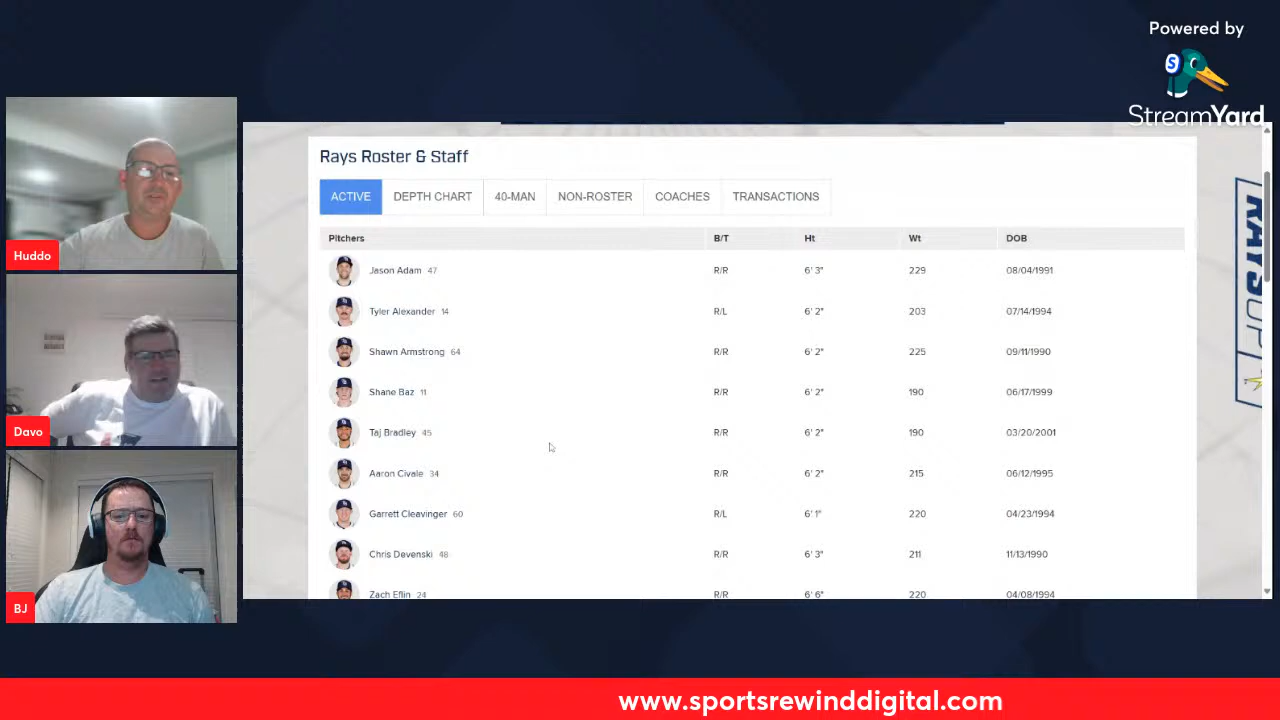 Powered by
StreamYard
Huddo
Davo
BJ
Rays Roster & Staff
ACTIVE DEPTH CHART 40-MAN NON-ROSTER COACHES TRANSACTIONS
Pitchers B/T Ht Wt DOB
Jason Adam 47 R/R 6' 3" 229 08/04/1991
Tyler Alexander 14 R/L 6' 2" 203 07/14/1994
Shawn Armstrong 64 R/R 6' 2" 225 09/11/1990
Shane Baz 11 R/R 6' 2" 190 06/17/1999
Taj Bradley 45 R/R 6' 2" 190 03/20/2001
Aaron Civale 34 R/R 6' 2" 215 06/12/1995
Garrett Cleavinger 60 R/L 6' 1" 220 04/23/1994
Chris Devenski 48 R/R 6' 3" 211 11/13/1990
Zach Eflin 24 R/R 6' 6" 220 04/08/1994
RAYS UP
www.sportsrewinddigital.com